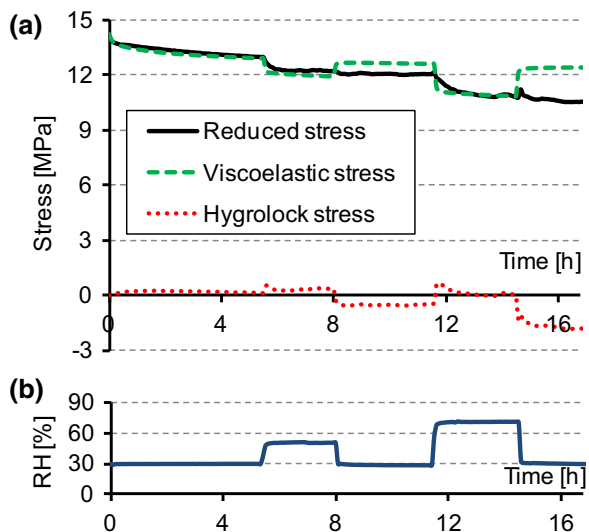 (a)
Stress [MPa]
15
12
9
6
3
0
-3
Reduced stress
Viscoelastic stress
Hygrolock stress
Time [h]
0 4 8 12 16
(b)
RH [%]
90
60
30
0
Time [h]
0 4 8 12 16